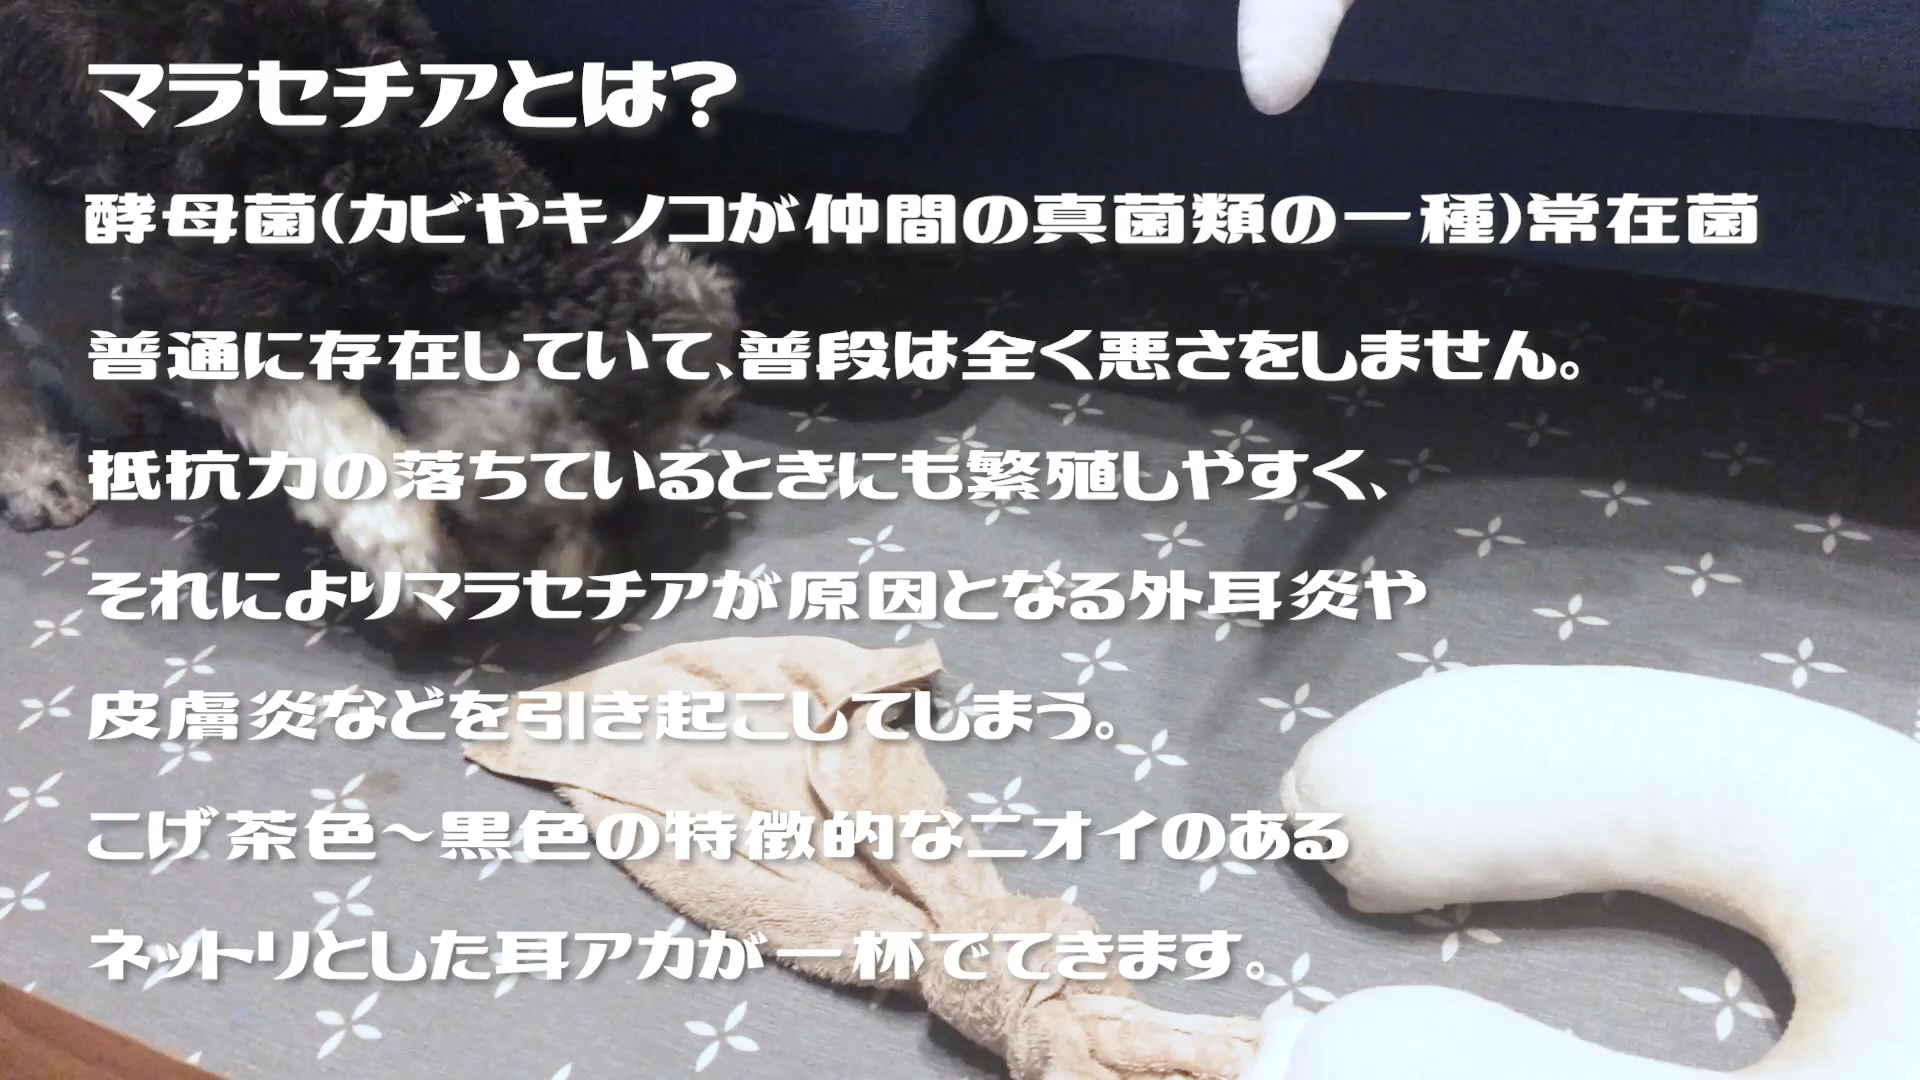 マラセチアとは?
酵母菌(カビやキノコが仲間の真菌類の一種)常在菌
普通に存在していて、普段は全く悪さをしません。
抵抗力の落ちているときにも繁殖しやすく、
それによりマラセチアが原因となる外耳炎や
皮膚炎などを引き起こしてしまう。
こげ茶色~黒色の特徴的なニオイのある
ネットリとした耳アカが一杯でてきます。